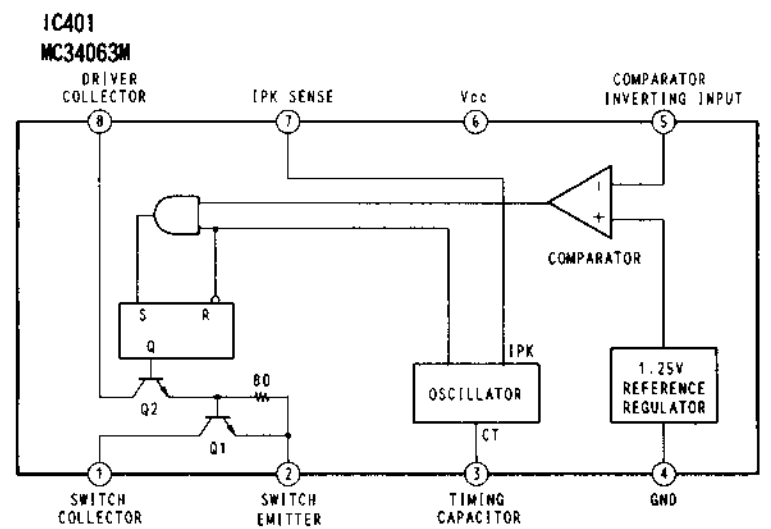 IC401
MC34063M
DRIVER
COLLECTOR
IPK SENSE
Vcc
COMPARATOR
INVERTING INPUT
8
7
6
5
-
+
COMPARATOR
S R
Q
IPK
80
Q2
Q1
OSCILLATOR
CT
1.25V
REFERENCE
REGULATOR
1
2
3
4
SWITCH
COLLECTOR
SWITCH
EMITTER
TIMING
CAPACITOR
GND